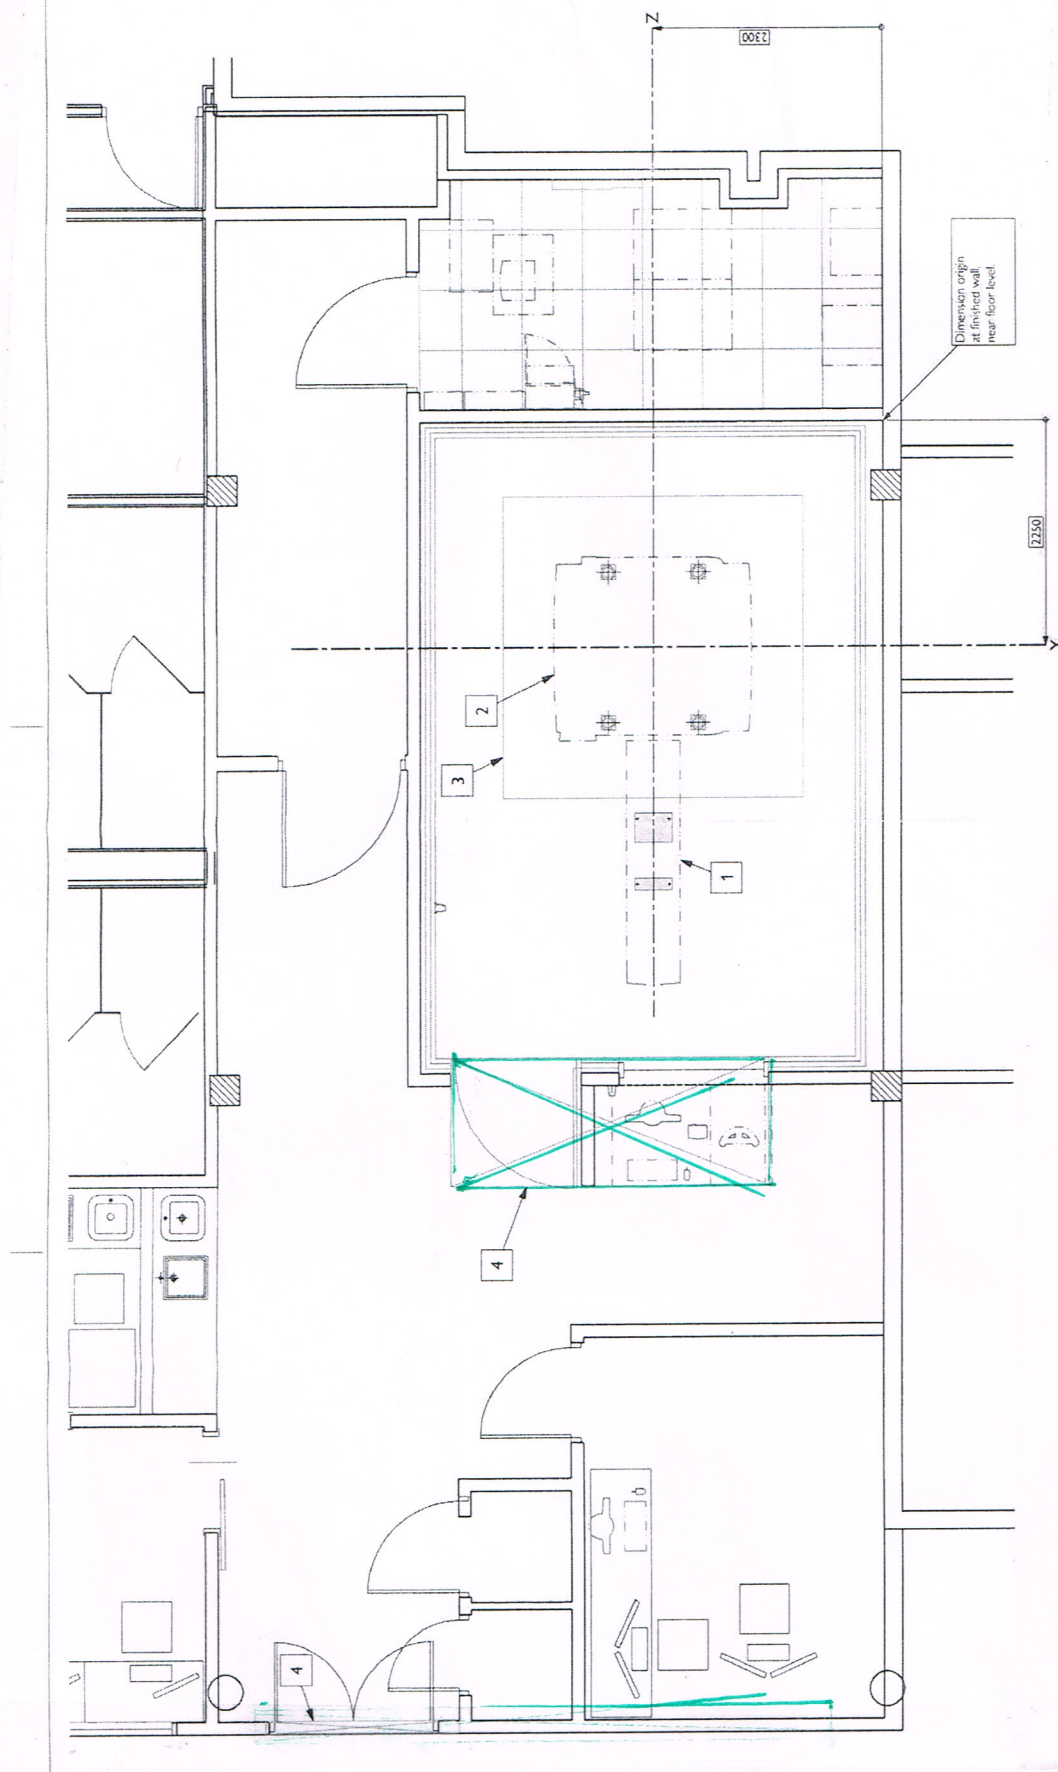 Z
2300
Dimension origin
at finished wall,
near floor level.
2250
Y
2
3
1
4
4